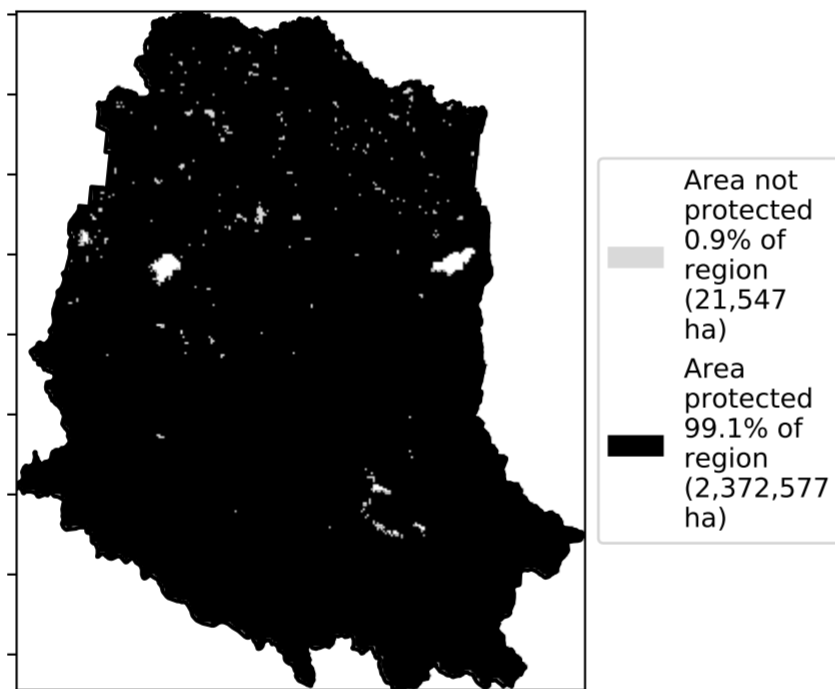 Area not
protected
0.9% of
region
(21,547
ha)
Area
protected
99.1% of
region
(2,372,577
ha)